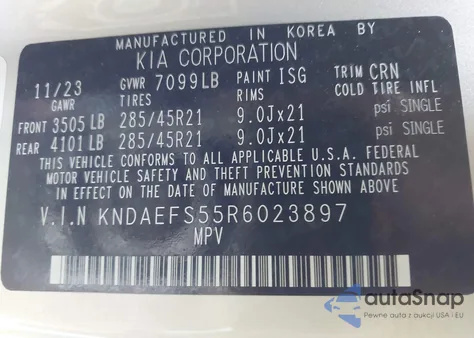 MANUFACTURED IN KOREA BY
KIA CORPORATION
11/23 GVWR 7099LB PAINT ISG TRIM CRN
GAWR TIRES RIMS COLD TIRE INFL
FRONT 3505 LB 285/45R21 9.0Jx21 psi SINGLE
REAR 4101 LB 285/45R21 9.0Jx21 psi SINGLE
THIS VEHICLE CONFORMS TO ALL APPLICABLE U.S.A. FEDERAL
MOTOR VEHICLE SAFETY AND THEFT PREVENTION STANDARDS
IN EFFECT ON THE DATE OF MANUFACTURE SHOWN ABOVE.
V.I.N KNDAEFS55R6023897
MPV
autoSnap
Pewne auta z aukcji USA i EU